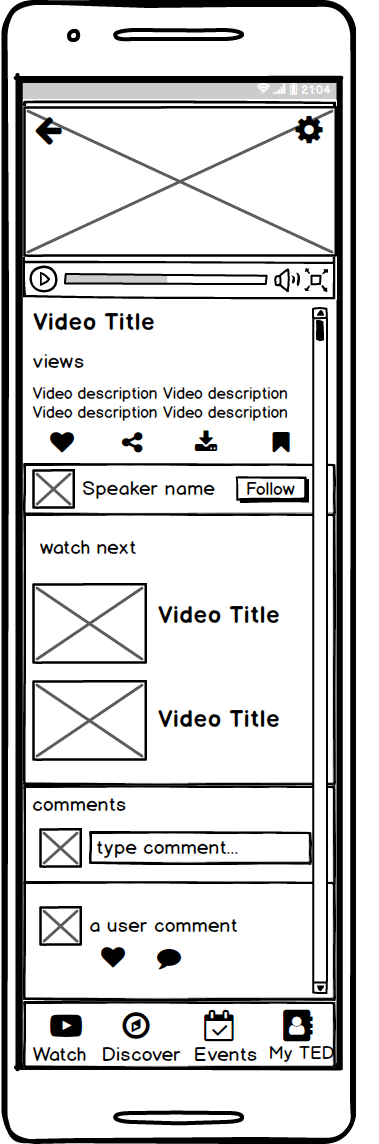 21:04
Video Title
views
Video description Video description
Video description Video description
Speaker name Follow
watch next
Video Title
Video Title
comments
type comment...
a user comment
Watch Discover Events My TED